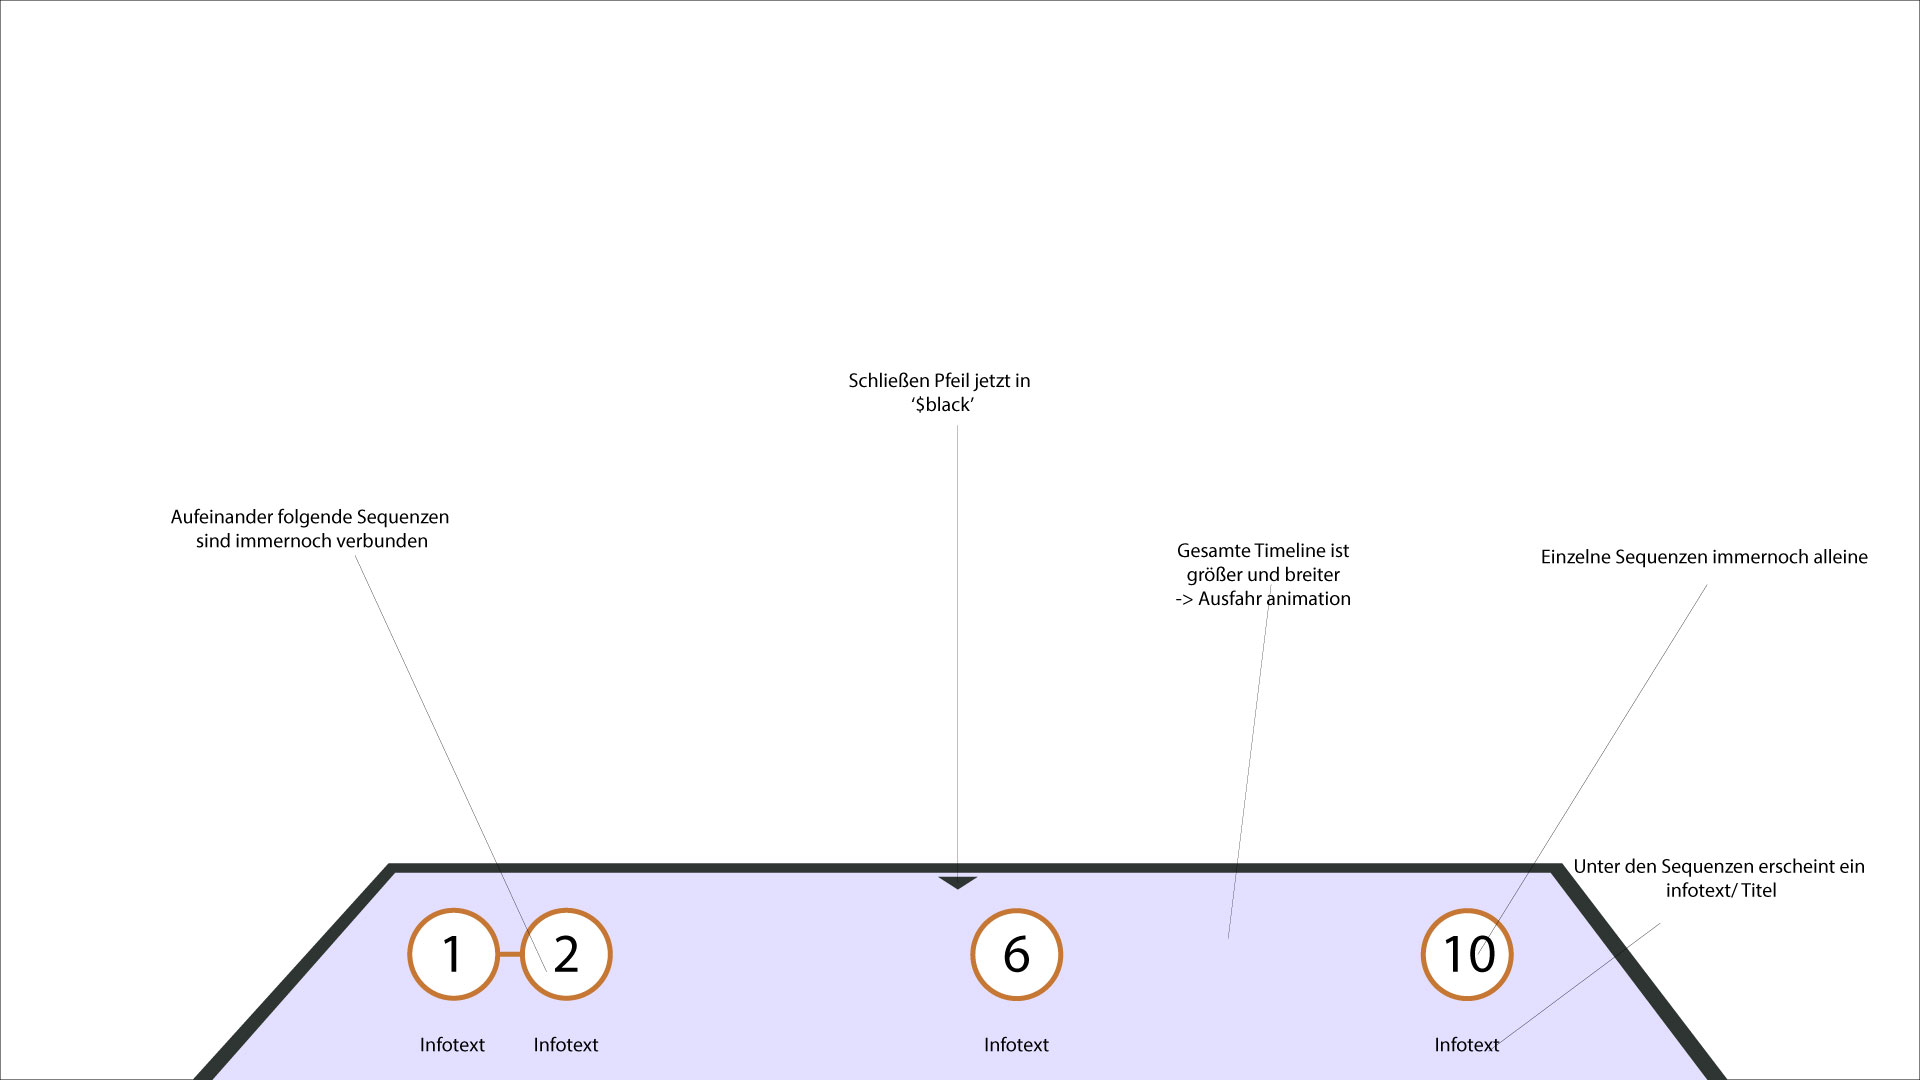 Schließen Pfeil jetzt in
‘$black’
Aufeinander folgende Sequenzen
sind immernoch verbunden
Gesamte Timeline ist
größer und breiter
-> Ausfahr animation
Einzelne Sequenzen immernoch alleine
Unter den Sequenzen erscheint ein
infotext/ Titel
1
2
6
10
Infotext
Infotext
Infotext
Infotext